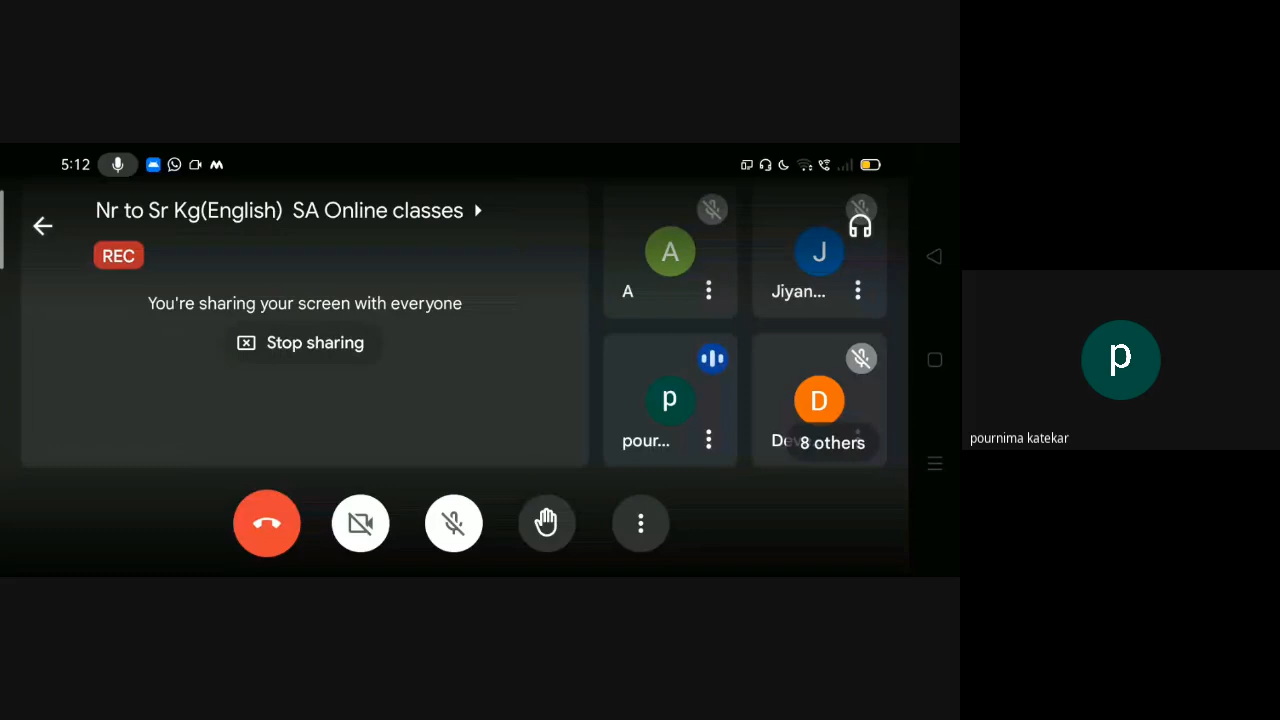 5:12
Nr to Sr Kg(English) SA Online classes
REC
You're sharing your screen with everyone
Stop sharing
A
A
J
Jiyan...
p
pour...
D
8 others
p
pournima katekar